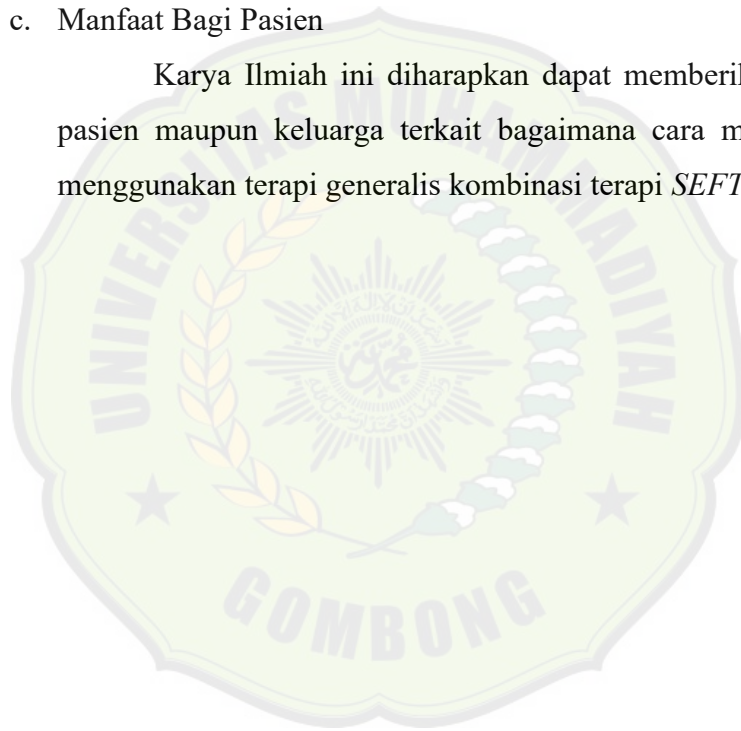 c. Manfaat Bagi Pasien
Karya Ilmiah ini diharapkan dapat memberik
pasien maupun keluarga terkait bagaimana cara m
menggunakan terapi generalis kombinasi terapi SEFT
UNIVERSITAS MUHAMMADIYAH
GOMBONG